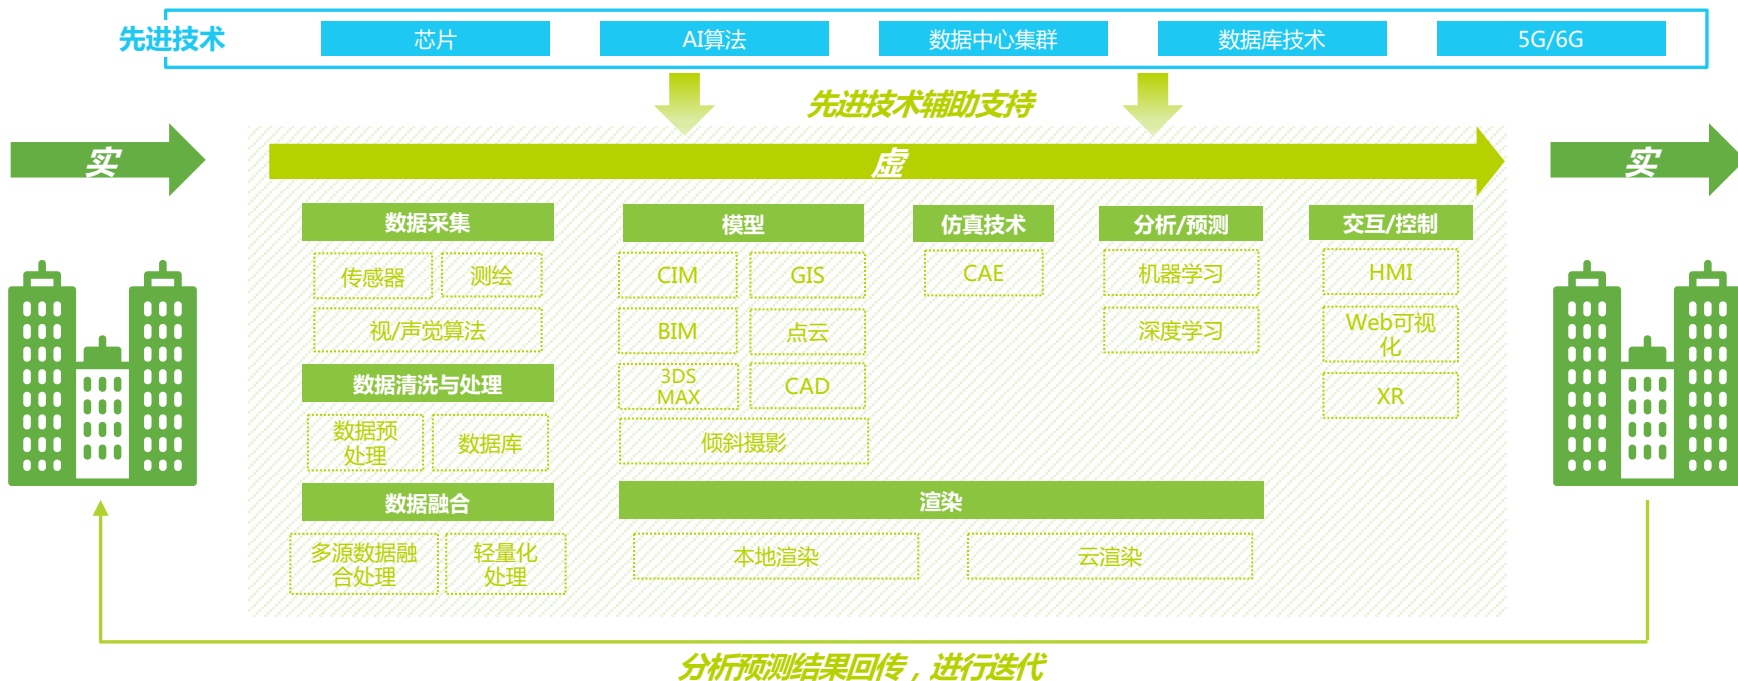 先进技术
芯片
AI算法
数据中心集群
数据库技术
5G/6G
先进技术辅助支持
实
虚
实
数据采集
传感器
测绘
视/声觉算法
数据清洗与处理
数据预
处理
数据库
数据融合
多源数据融
合处理
轻量化
处理
模型
CIM
GIS
BIM
点云
3DS
MAX
CAD
倾斜摄影
仿真技术
CAE
分析/预测
机器学习
深度学习
交互/控制
HMI
Web可视
化
XR
渲染
本地渲染
云渲染
分析预测结果回传，进行迭代